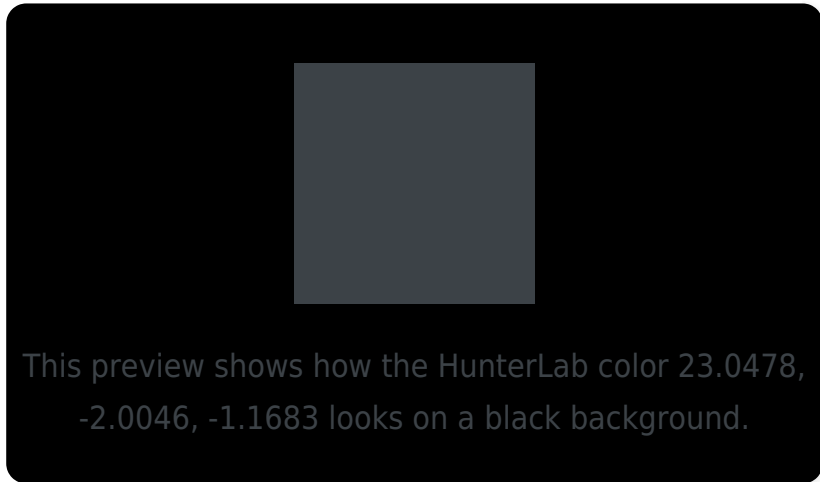 This preview shows how the HunterLab color 23.0478,
-2.0046, -1.1683 looks on a black background.